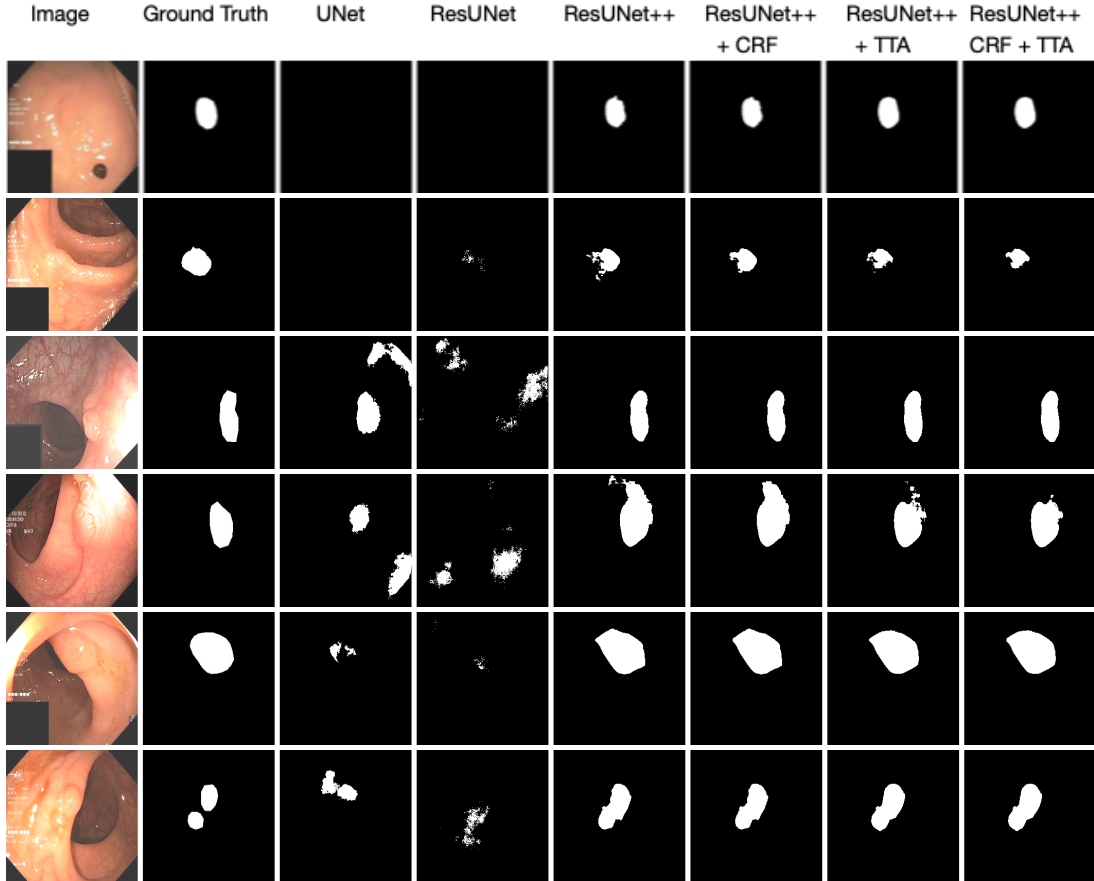 Image Ground Truth UNet ResUNet ResUNet++ ResUNet++ ResUNet++ ResUNet++
+ CRF + TTA CRF + TTA